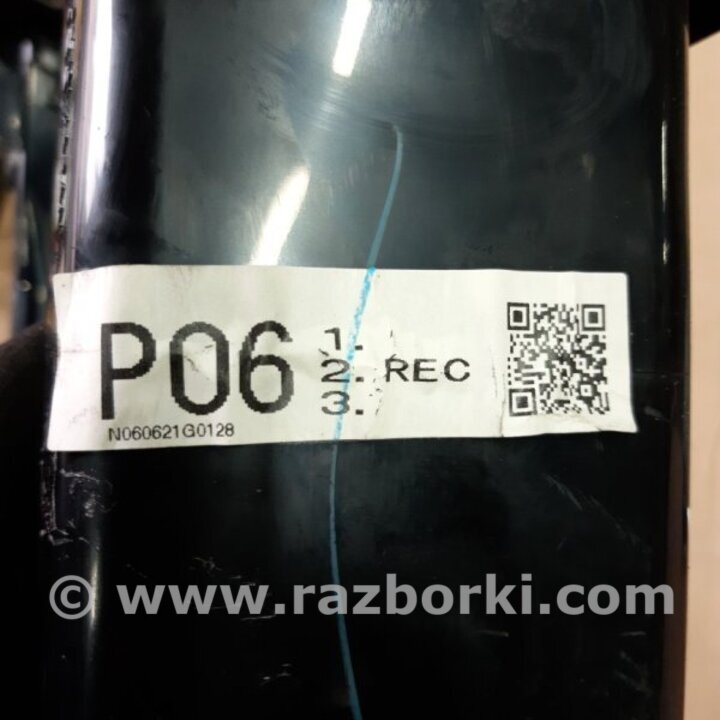 P06
1.
2. REC
3.
N060621G0128
© www.razborki.com